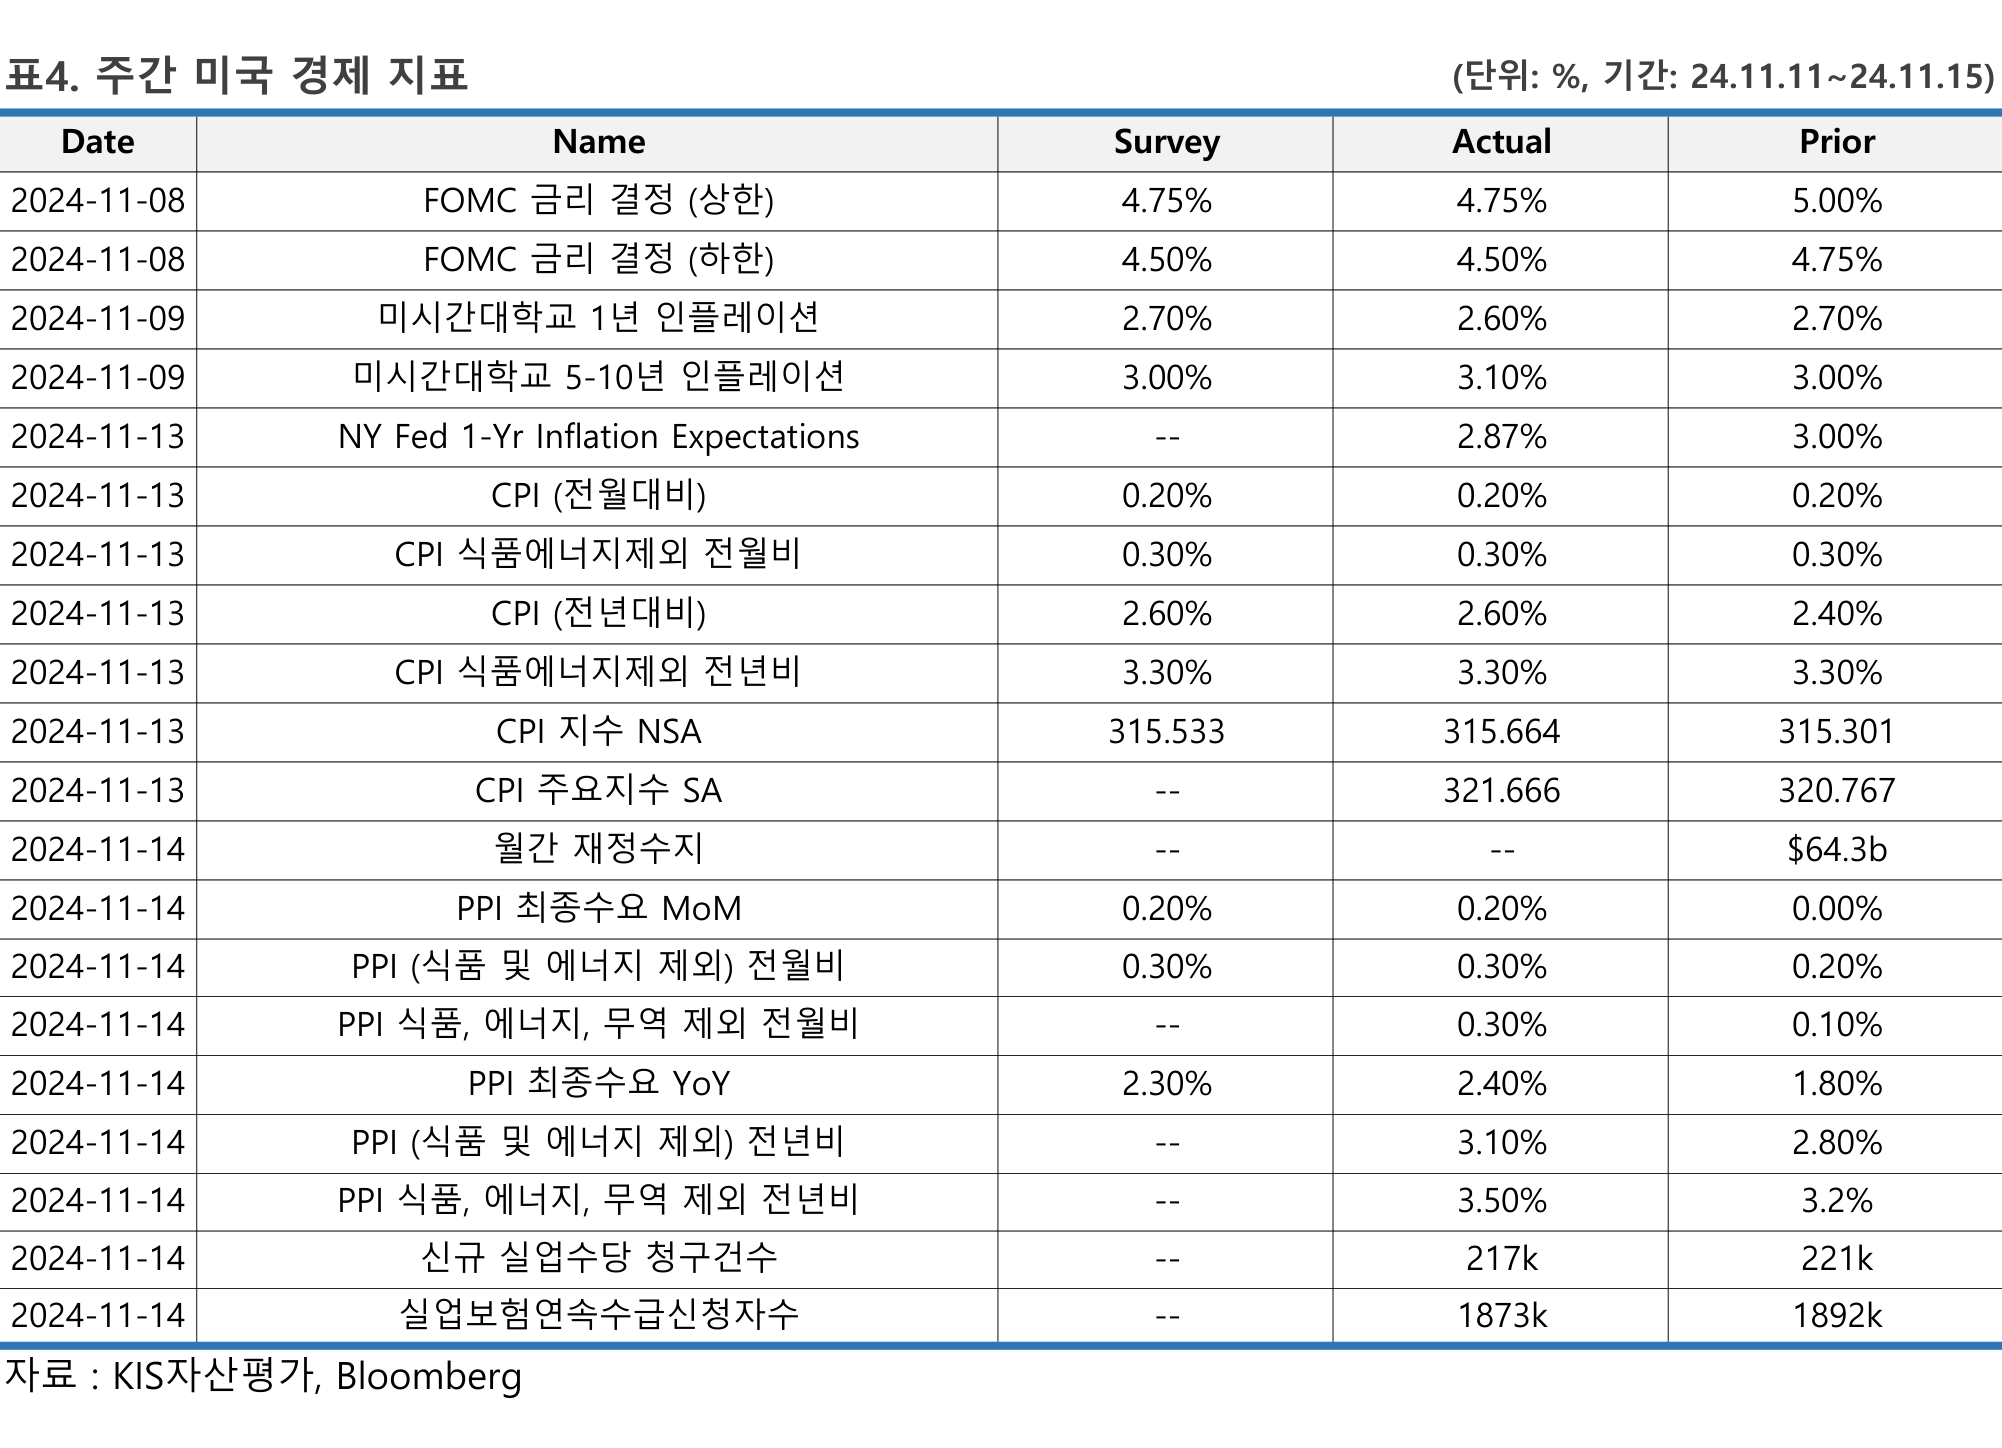 표4. 주간 미국 경제 지표 (단위: %, 기간: 24.11.11~24.11.15)
Date Name Survey Actual Prior
2024-11-08 FOMC 금리 결정 (상한) 4.75% 4.75% 5.00%
2024-11-08 FOMC 금리 결정 (하한) 4.50% 4.50% 4.75%
2024-11-09 미시간대학교 1년 인플레이션 2.70% 2.60% 2.70%
2024-11-09 미시간대학교 5-10년 인플레이션 3.00% 3.10% 3.00%
2024-11-13 NY Fed 1-Yr Inflation Expectations -- 2.87% 3.00%
2024-11-13 CPI (전월대비) 0.20% 0.20% 0.20%
2024-11-13 CPI 식품에너지제외 전월비 0.30% 0.30% 0.30%
2024-11-13 CPI (전년대비) 2.60% 2.60% 2.40%
2024-11-13 CPI 식품에너지제외 전년비 3.30% 3.30% 3.30%
2024-11-13 CPI 지수 NSA 315.533 315.664 315.301
2024-11-13 CPI 주요지수 SA -- 321.666 320.767
2024-11-14 월간 재정수지 -- -- $64.3b
2024-11-14 PPI 최종수요 MoM 0.20% 0.20% 0.00%
2024-11-14 PPI (식품 및 에너지 제외) 전월비 0.30% 0.30% 0.20%
2024-11-14 PPI 식품, 에너지, 무역 제외 전월비 -- 0.30% 0.10%
2024-11-14 PPI 최종수요 YoY 2.30% 2.40% 1.80%
2024-11-14 PPI (식품 및 에너지 제외) 전년비 -- 3.10% 2.80%
2024-11-14 PPI 식품, 에너지, 무역 제외 전년비 -- 3.50% 3.2%
2024-11-14 신규 실업수당 청구건수 -- 217k 221k
2024-11-14 실업보험연속수급신청자수 -- 1873k 1892k
자료 : KIS자산평가, Bloomberg